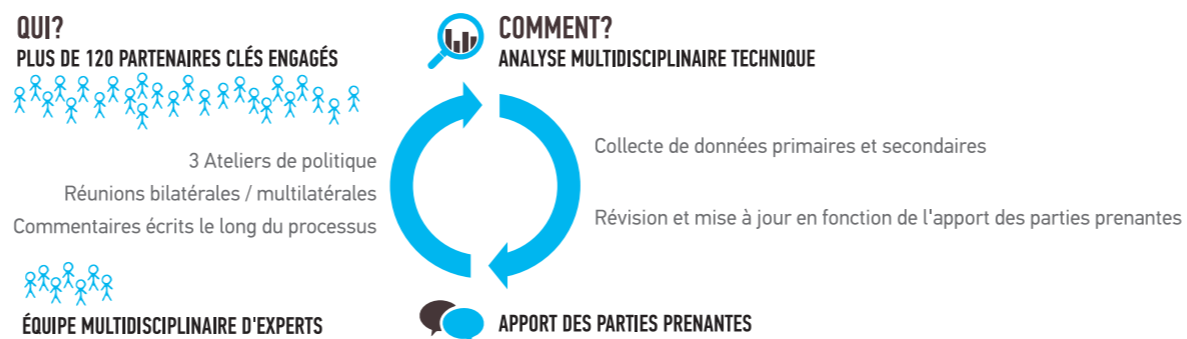 QUI?
PLUS DE 120 PARTENAIRES CLÉS ENGAGÉS
3 Ateliers de politique
Réunions bilatérales / multilatérales
Commentaires écrits le long du processus
ÉQUIPE MULTIDISCIPLINAIRE D'EXPERTS
COMMENT?
ANALYSE MULTIDISCIPLINAIRE TECHNIQUE
Collecte de données primaires et secondaires
Révision et mise à jour en fonction de l'apport des parties prenantes
APPORT DES PARTIES PRENANTES